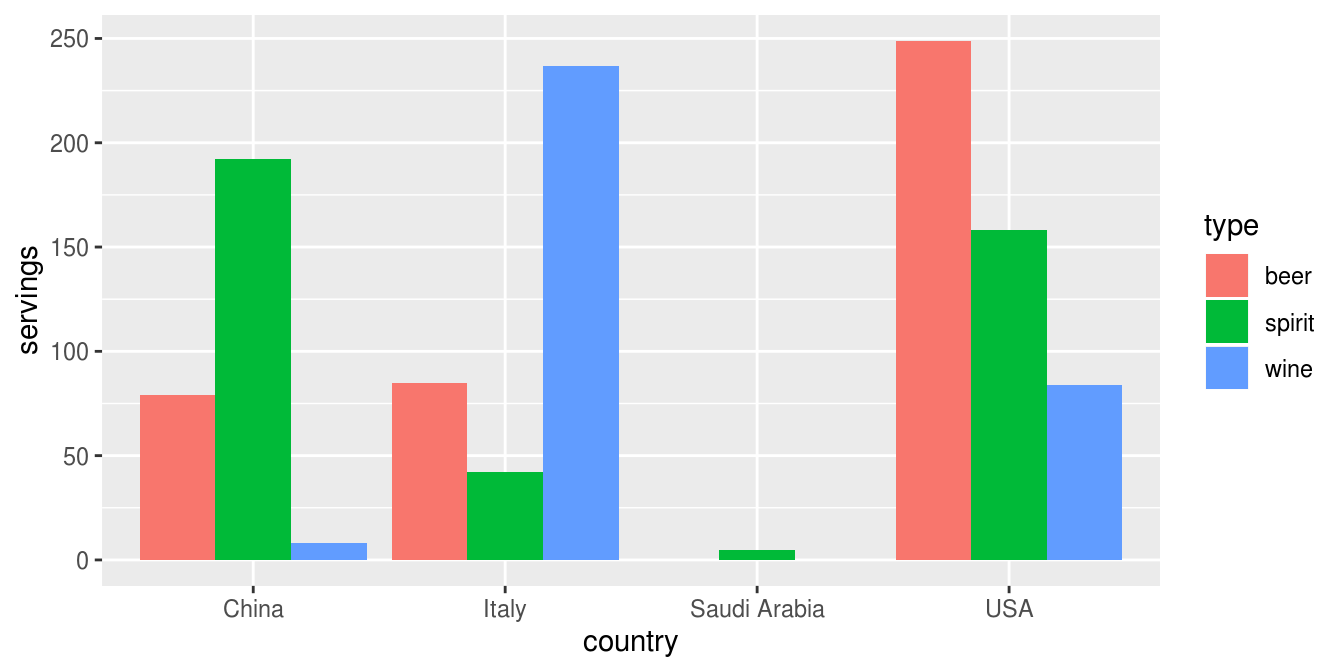 250
200
150
100
50
0
servings
China
Italy
Saudi Arabia
USA
country
type
beer
spirit
wine